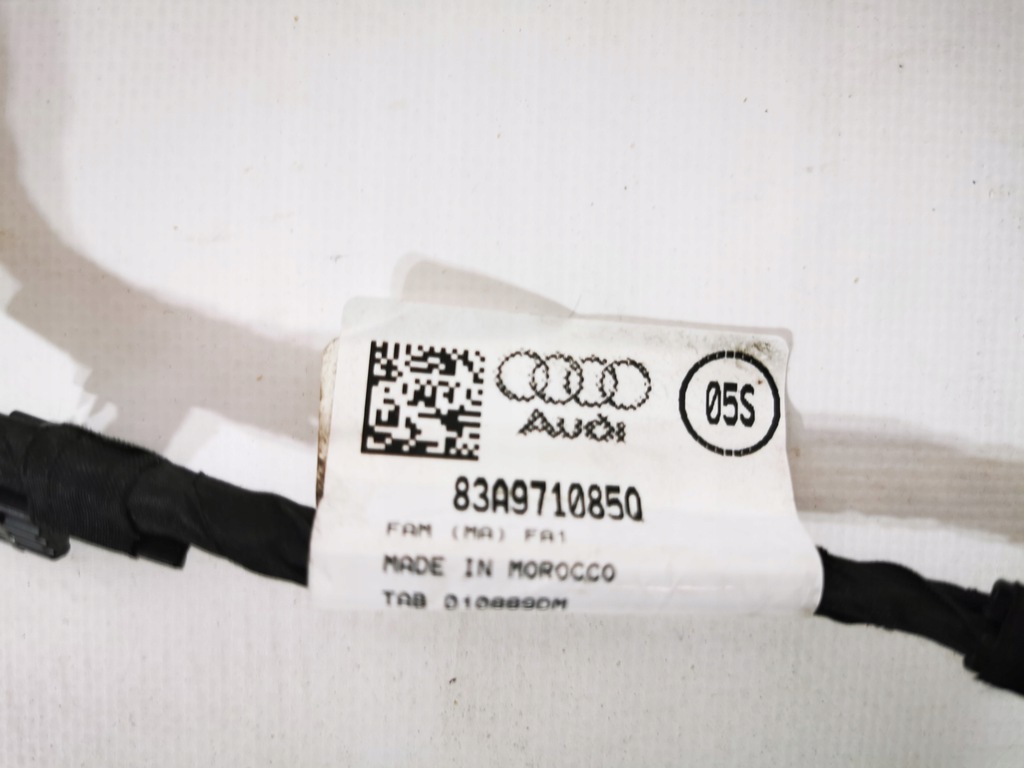 Audi
05S
83A971085Q
FAM (MA) FA1
MADE IN MOROCCO
TAB 010889DM